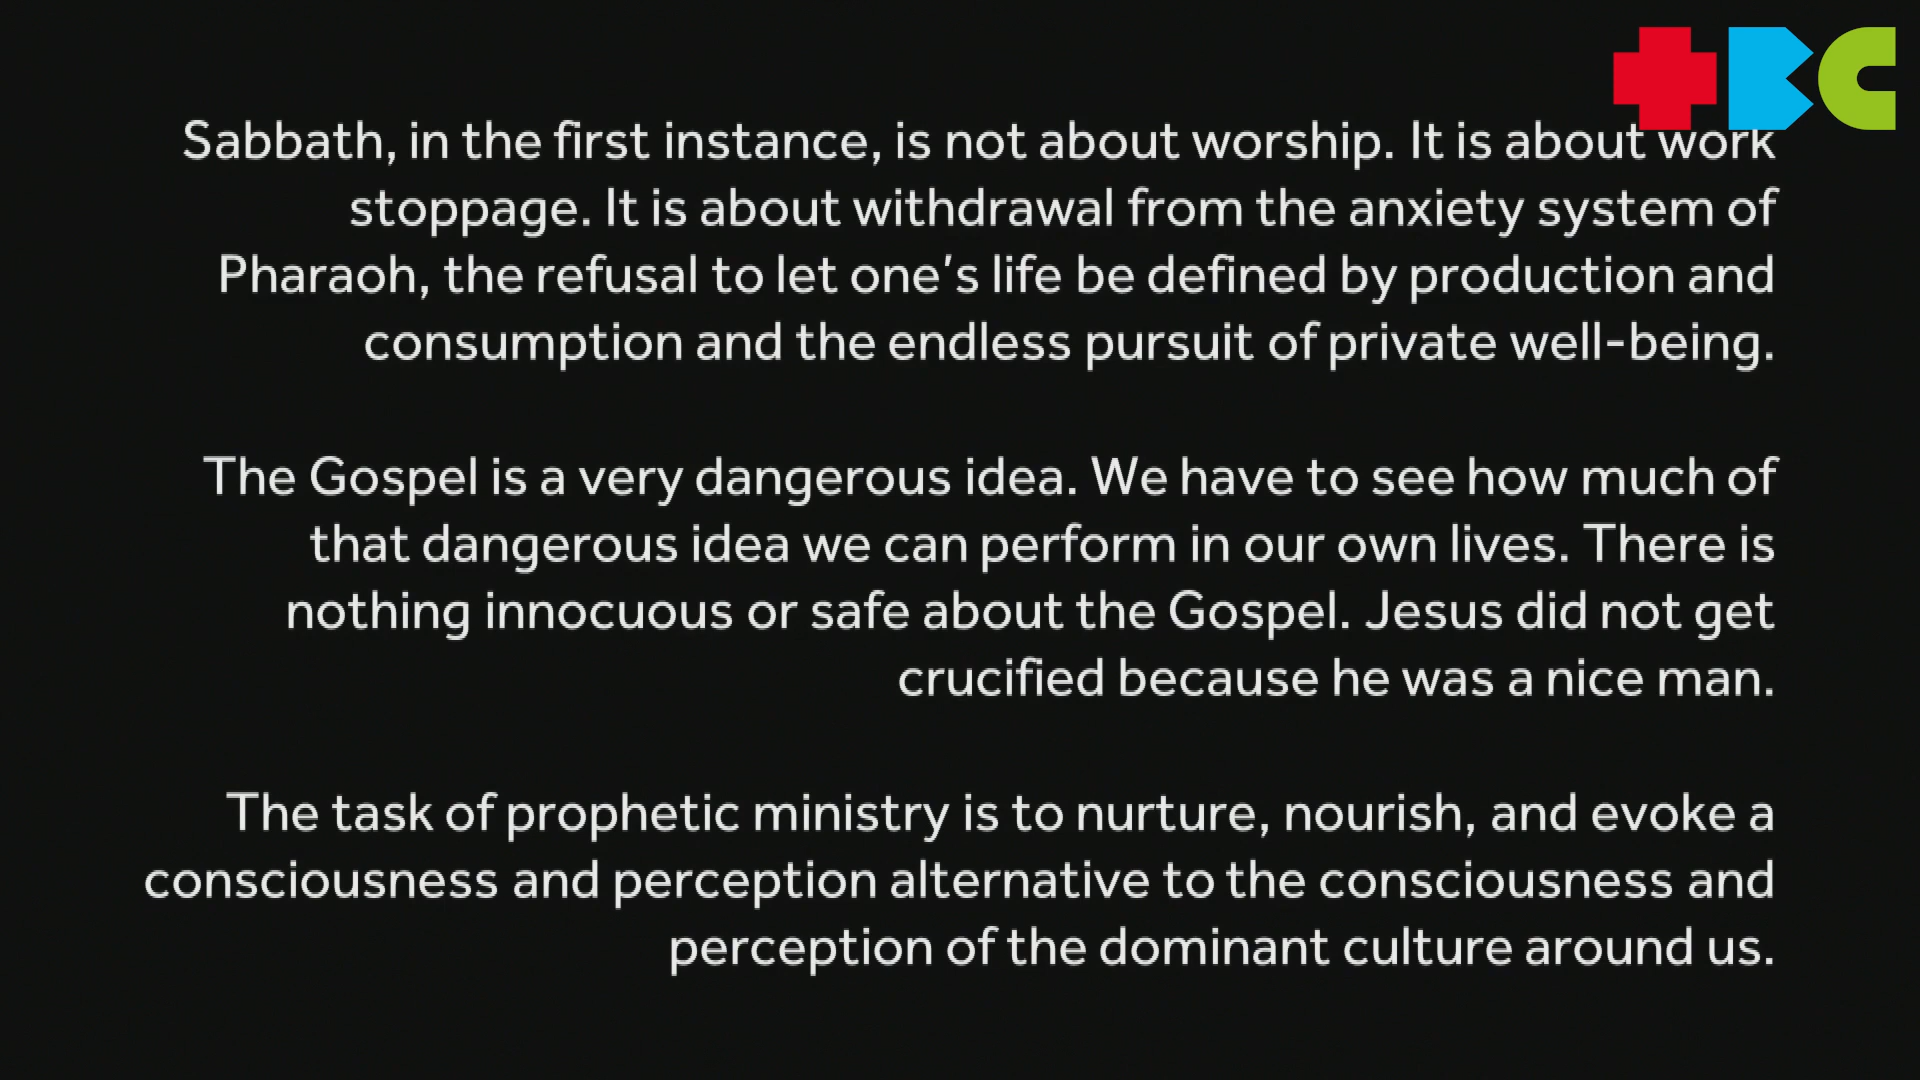 BC
Sabbath, in the first instance, is not about worship. It is about work
stoppage. It is about withdrawal from the anxiety system of
Pharaoh, the refusal to let one's life be defined by production and
consumption and the endless pursuit of private well-being.
The Gospel is a very dangerous idea. We have to see how much of
that dangerous idea we can perform in our own lives. There is
nothing innocuous or safe about the Gospel. Jesus did not get
crucified because he was a nice man.
The task of prophetic ministry is to nurture, nourish, and evoke a
consciousness and perception alternative to the consciousness and
perception of the dominant culture around us.